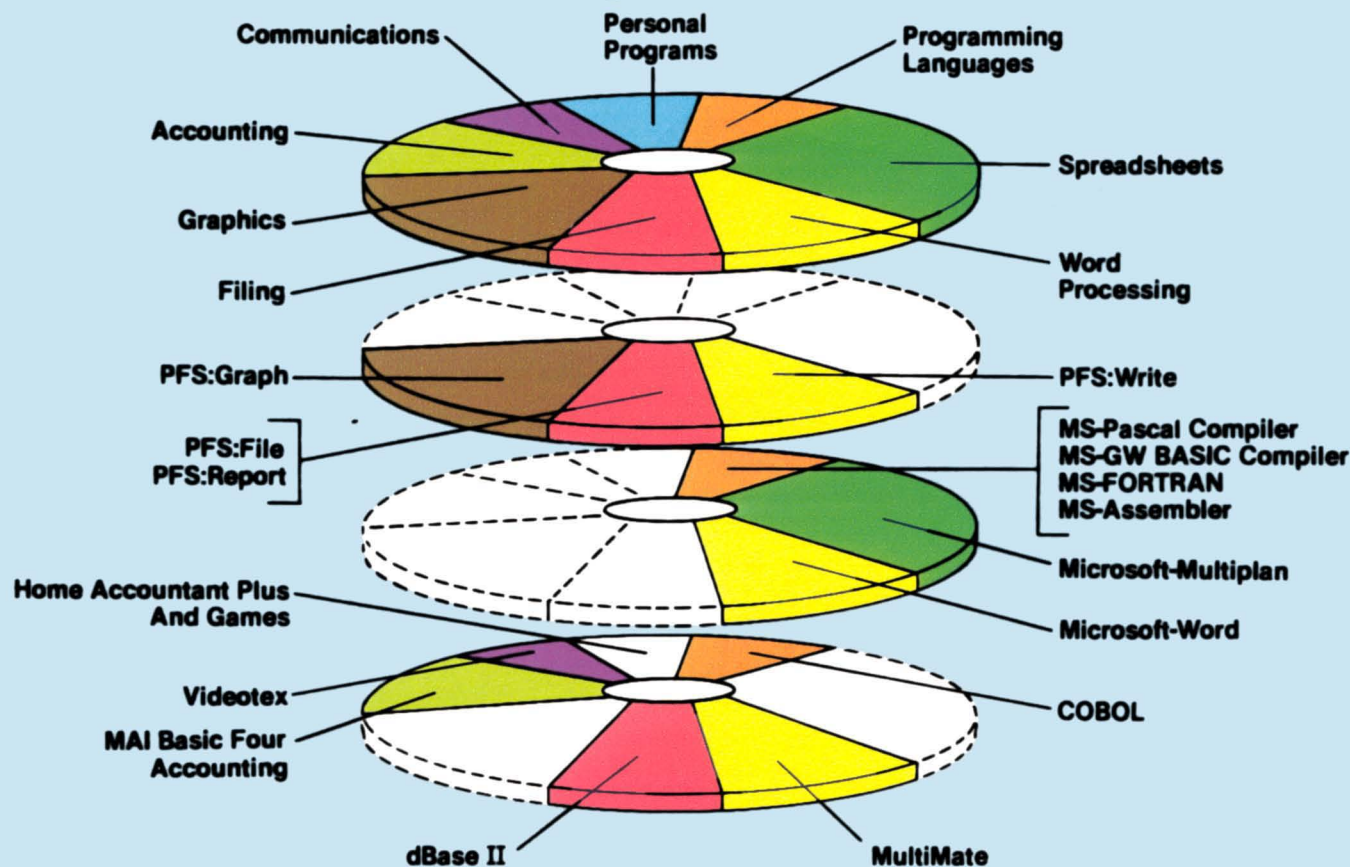 Communications
Personal
Programs
Programming
Languages
Accounting
Spreadsheets
Graphics
Word
Processing
Filing
PFS:Graph
PFS:Write
PFS:File
PFS:Report
MS-Pascal Compiler
MS-GW BASIC Compiler
MS-FORTRAN
MS-Assembler
Home Accountant Plus
And Games
Microsoft-Multiplan
Microsoft-Word
Videotex
COBOL
MAI Basic Four
Accounting
dBase II
MultiMate